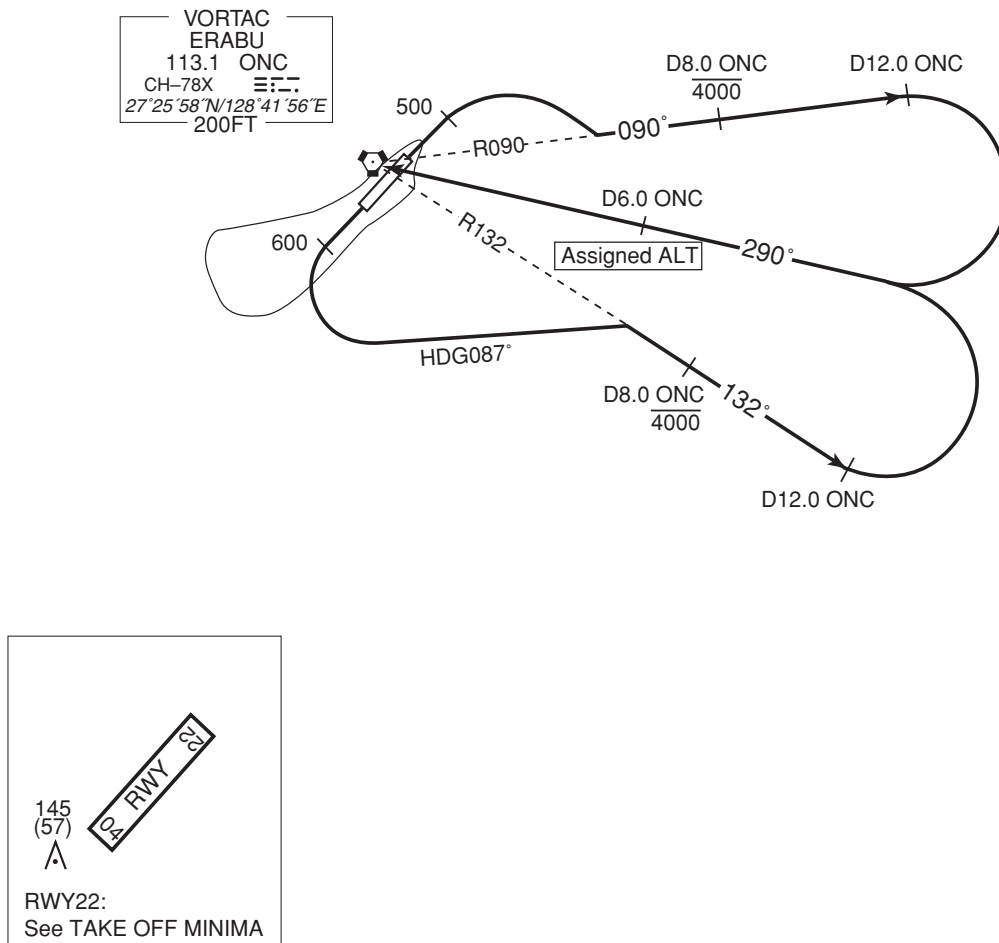 VORTAC
ERABU
113.1 ONC
CH–78X
27°25´58˝N/128°41´56˝E
200FT
500
R090
090°
D8.0 ONC
4000
D12.0 ONC
D6.0 ONC
Assigned ALT
290°
R132
600
HDG087°
D8.0 ONC
4000
132°
D12.0 ONC
145
(57)
04 RWY 22
RWY22:
See TAKE OFF MINIMA